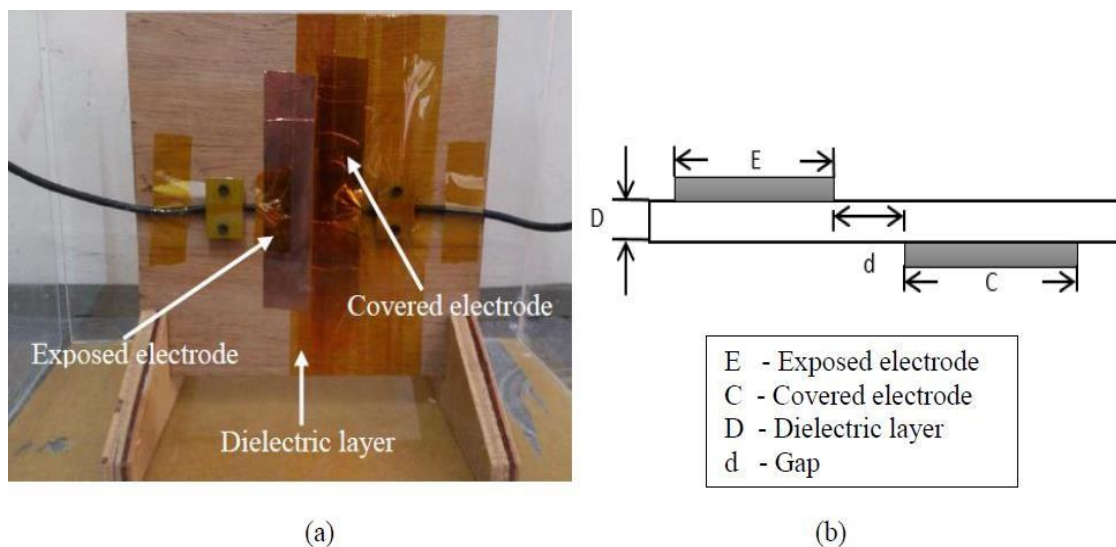 Covered electrode
Exposed electrode
Dielectric layer
(a)
E
D
d
C
E - Exposed electrode
C - Covered electrode
D - Dielectric layer
d - Gap
(b)